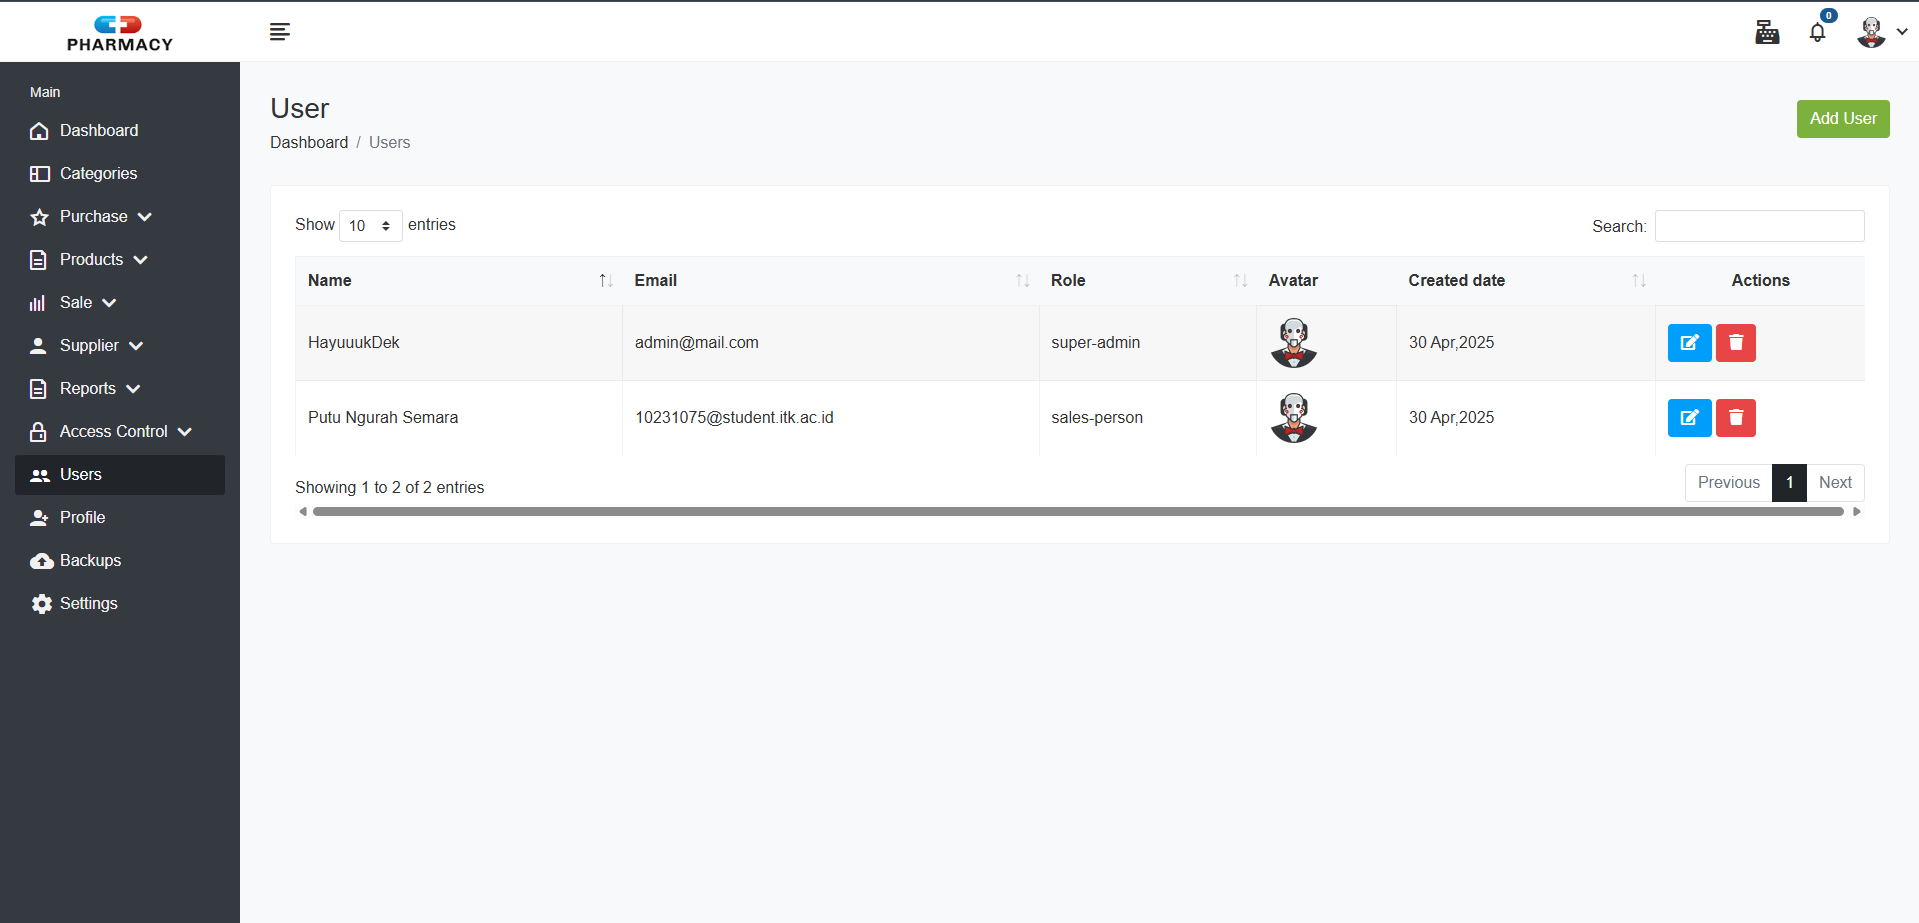 PHARMACY
0
Main
Dashboard
Categories
Purchase
Products
Sale
Supplier
Reports
Access Control
Users
Profile
Backups
Settings
User
Dashboard / Users
Add User
Show 10 entries
Search:
Name Email Role Avatar Created date Actions
HayuuukDek admin@mail.com super-admin 30 Apr,2025
Putu Ngurah Semara 10231075@student.itk.ac.id sales-person 30 Apr,2025
Showing 1 to 2 of 2 entries
Previous 1 Next